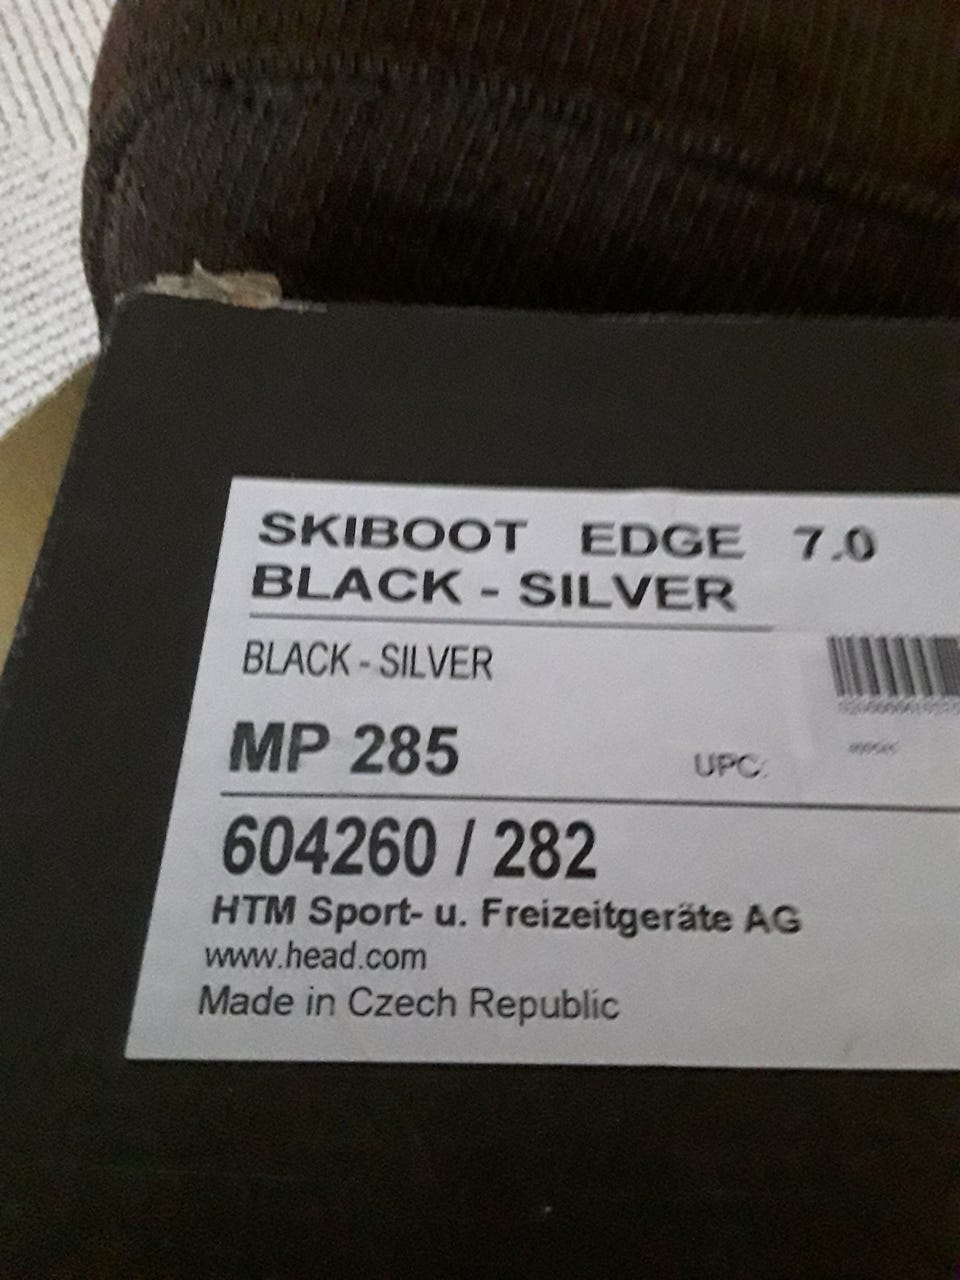 SKIBOOT EDGE 7.0
BLACK - SILVER
BLACK - SILVER
MP 285
UPC:
604260 / 282
HTM Sport- u. Freizeitgeräte AG
www.head.com
Made in Czech Republic